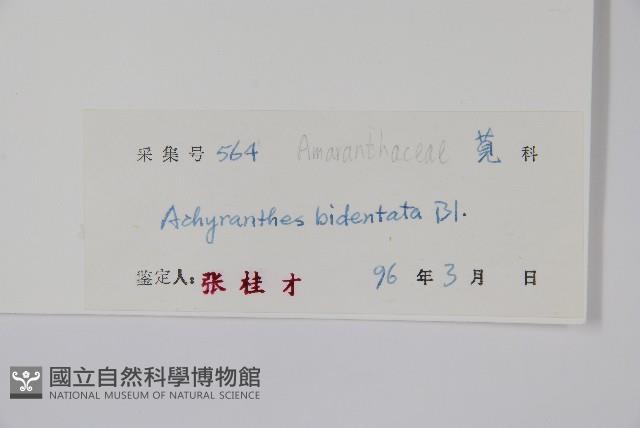 采集号 564 Amaranthaceae 苋 科
Achyranthes bidentata Bl.
鉴定人: 张桂才 96 年 3 月 日
國立自然科學博物館
NATIONAL MUSEUM OF NATURAL SCIENCE